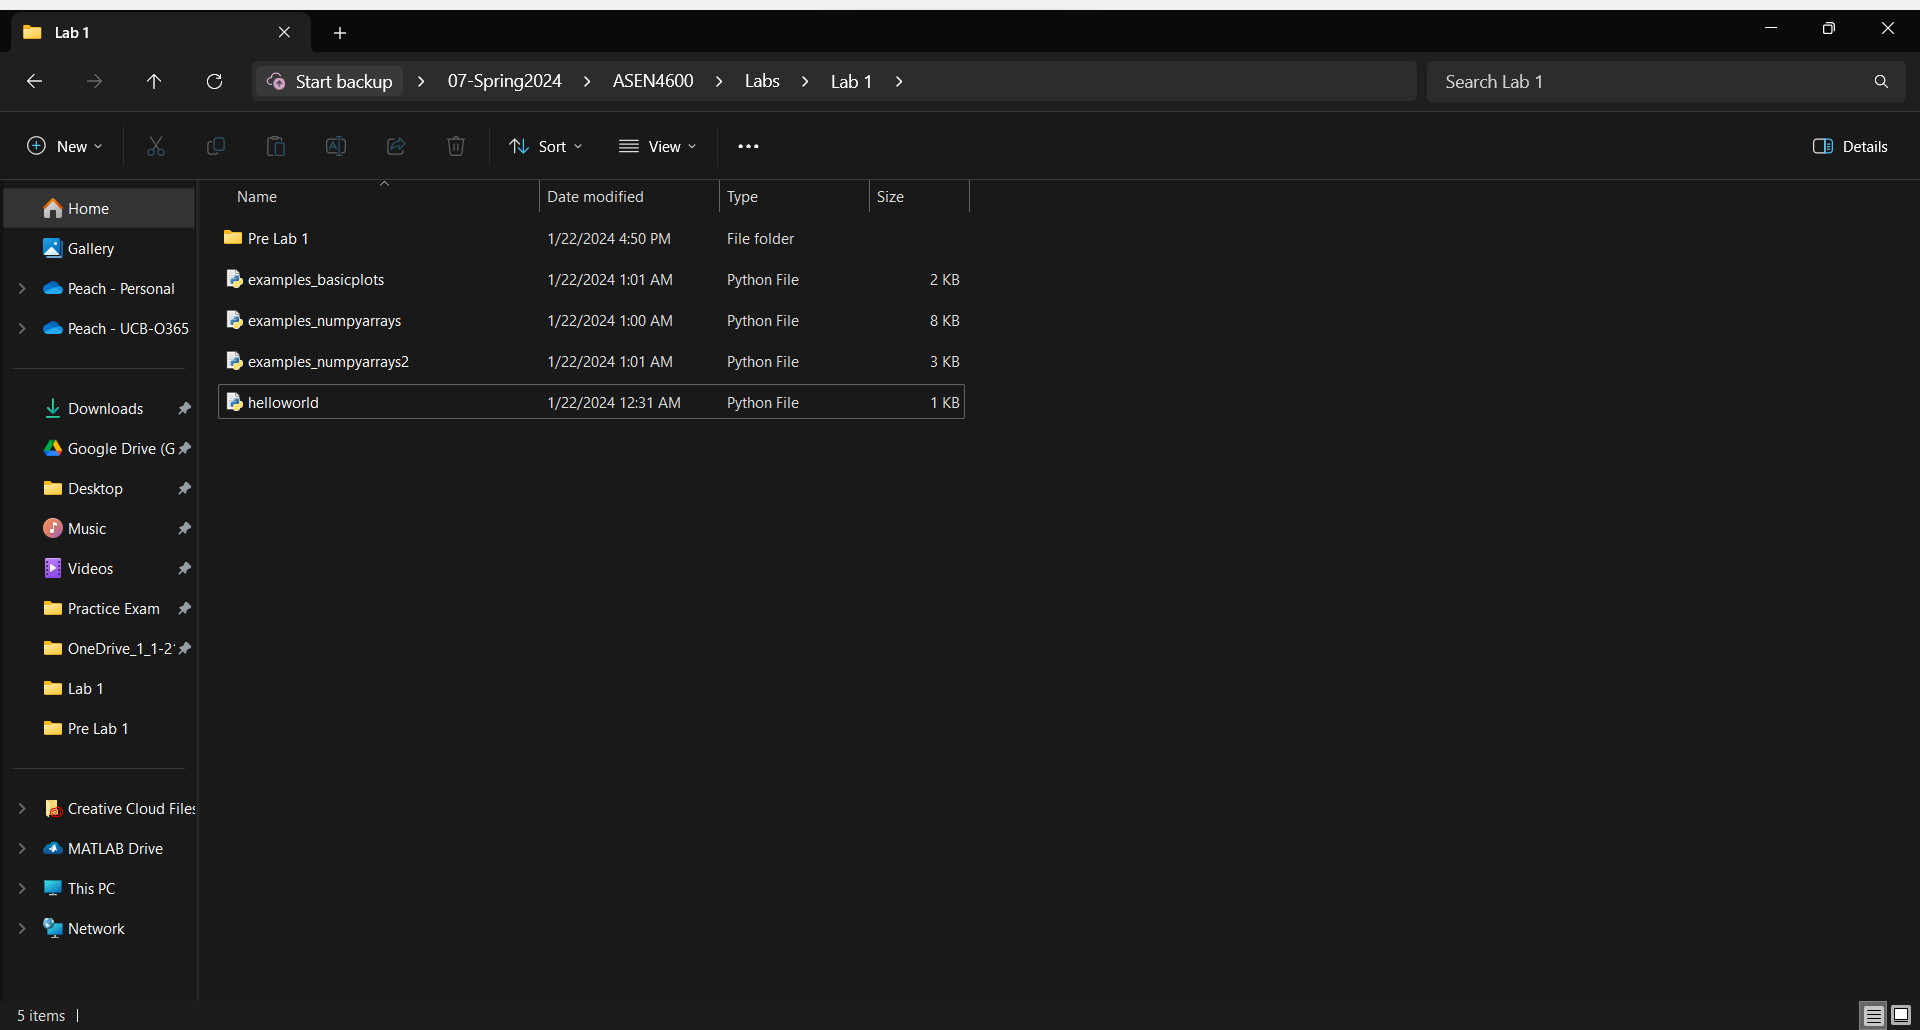 Lab 1
Start backup 07-Spring2024 ASEN4600 Labs Lab 1
Search Lab 1
New Sort View Details
Name Date modified Type Size
Pre Lab 1 1/22/2024 4:50 PM File folder
examples_basicplots 1/22/2024 1:01 AM Python File 2 KB
examples_numpyarrays 1/22/2024 1:00 AM Python File 8 KB
examples_numpyarrays2 1/22/2024 1:01 AM Python File 3 KB
helloworld 1/22/2024 12:31 AM Python File 1 KB
Home
Gallery
Peach - Personal
Peach - UCB-O365
Downloads
Google Drive (G
Desktop
Music
Videos
Practice Exam
OneDrive_1_1-2
Lab 1
Pre Lab 1
Creative Cloud Files
MATLAB Drive
This PC
Network
5 items